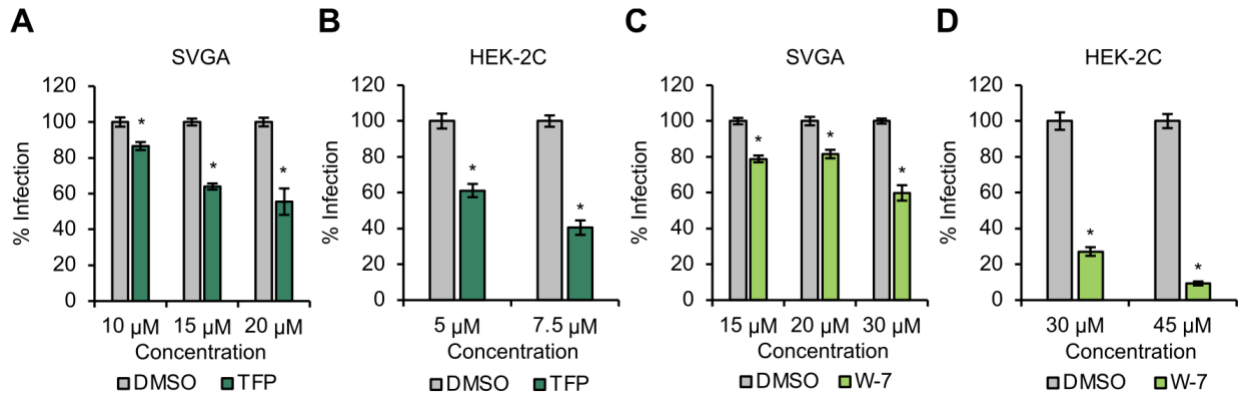 A
SVGA
% Infection
120
100
80
60
40
20
0
*
*
*
10 µM 15 µM 20 µM
Concentration
DMSO TFP
B
HEK-2C
% Infection
120
100
80
60
40
20
0
*
*
5 µM 7.5 µM
Concentration
DMSO TFP
C
SVGA
% Infection
120
100
80
60
40
20
0
*
*
*
15 µM 20 µM 30 µM
Concentration
DMSO W-7
D
HEK-2C
% Infection
120
100
80
60
40
20
0
*
*
30 µM 45 µM
Concentration
DMSO W-7